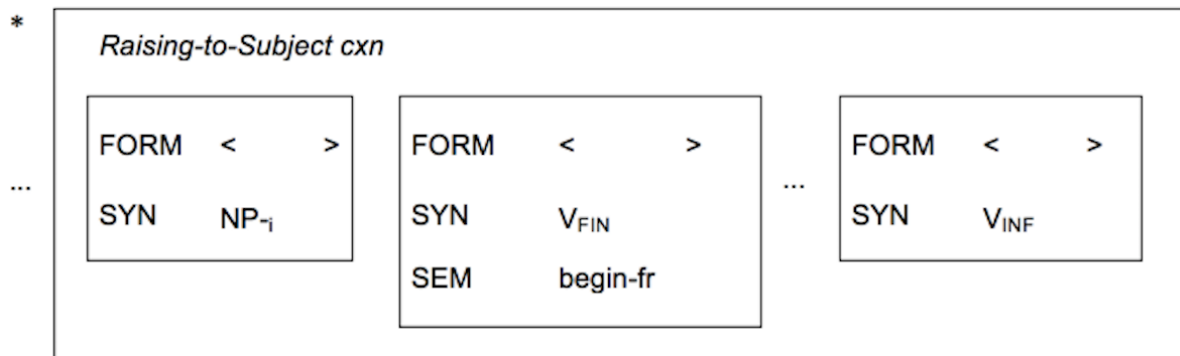 *
Raising-to-Subject cxn
FORM < > FORM < > FORM < >
... ...
SYN NP-i SYN VFIN SYN VINF
SEM begin-fr